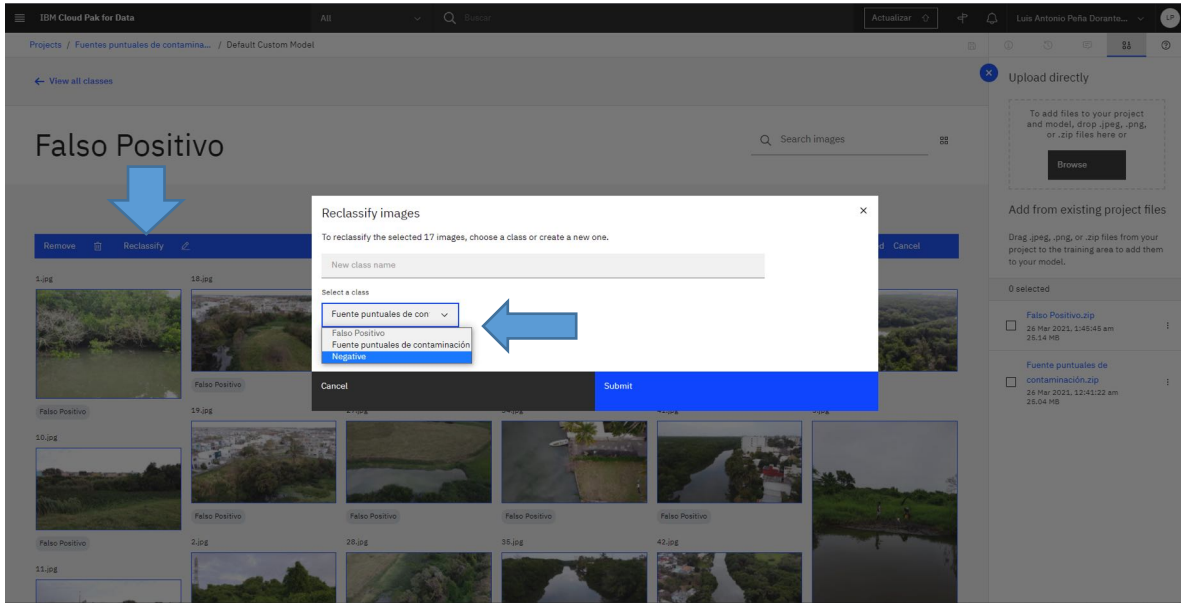 IBM Cloud Pak for Data
All
Buscar
Actualizar
Luis Antonio Peña Dorante...
LP
Projects / Fuentes puntuales de contamina... / Default Custom Model
View all classes
Falso Positivo
Search images
Remove
Reclassify
d Cancel
Reclassify images
To reclassify the selected 17 images, choose a class or create a new one.
New class name
Select a class
Fuente puntuales de con
Falso Positivo
Fuente puntuales de contaminación
Negative
Cancel
Submit
1.jpg
18.jpg
Falso Positivo
Falso Positivo
19.jpg
10.jpg
Falso Positivo
Falso Positivo
Falso Positivo
Falso Positivo
Falso Positivo
2.jpg
28.jpg
35.jpg
42.jpg
11.jpg
Upload directly
To add files to your project
and model, drop .jpeg, .png,
or .zip files here or
Browse
Add from existing project files
Drag .jpeg, .png, or .zip files from your
project to the training area to add them
to your model.
0 selected
Falso Positivo.zip
26 Mar 2021, 1:45:45 am
25.14 MB
Fuente puntuales de
contaminación.zip
26 Mar 2021, 12:41:22 am
25.04 MB